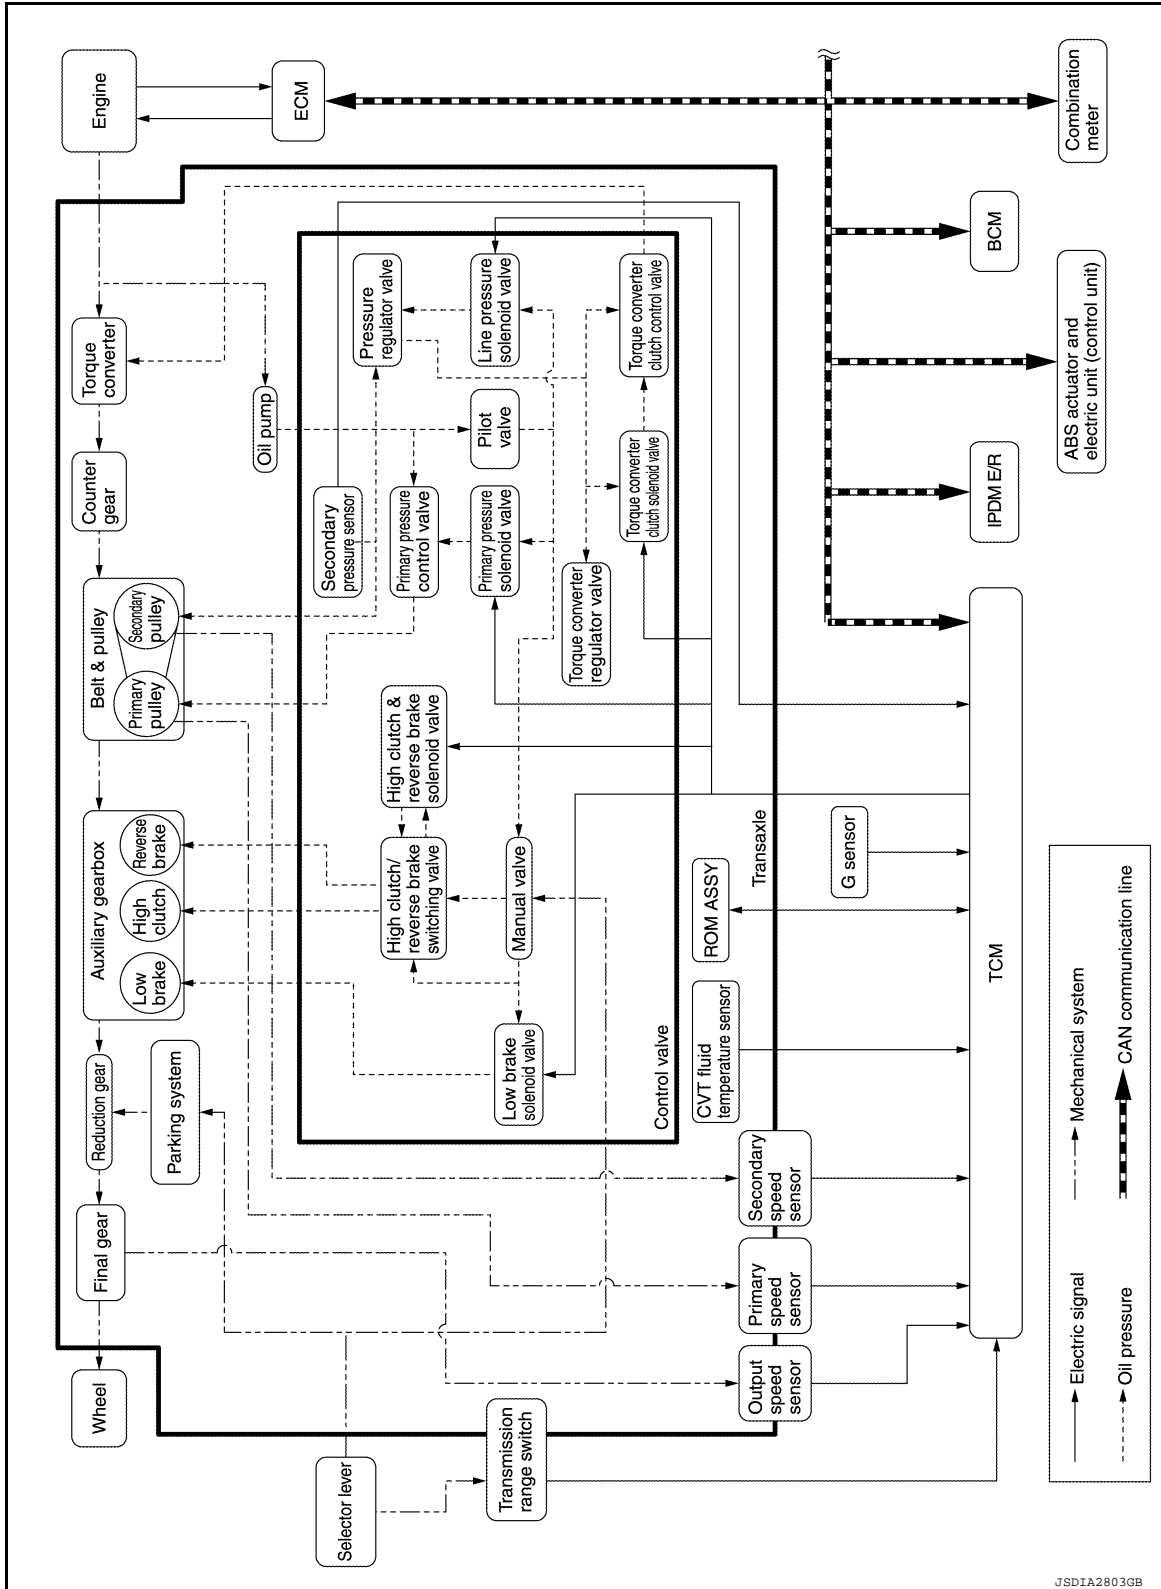 Engine
ECM
Torque
converter
Counter
gear
Belt & pulley
Secondary
pulley
Primary
pulley
Auxiliary gearbox
Reverse
brake
High
clutch
Low
brake
Reduction gear
Parking system
Final gear
Wheel
Selector lever
Oil pump
Pressure
regulator valve
Line pressure
solenoid valve
Torque converter
clutch control valve
Pilot
valve
Secondary
pressure sensor
Primary pressure
control valve
Primary pressure
solenoid valve
Torque converter
clutch solenoid valve
Torque converter
regulator valve
High clutch &
reverse brake
solenoid valve
High clutch/
reverse brake
switching valve
Manual valve
Low brake
solenoid valve
Control valve
Transaxle
ROM ASSY
CVT fluid
temperature sensor
G sensor
Secondary
speed
sensor
Primary
speed
sensor
Output
speed
sensor
Transmission
range switch
TCM
Combination
meter
BCM
ABS actuator and
electric unit (control unit)
IPDM E/R
Electric signal
Mechanical system
Oil pressure
CAN communication line
JSDIA2803GB